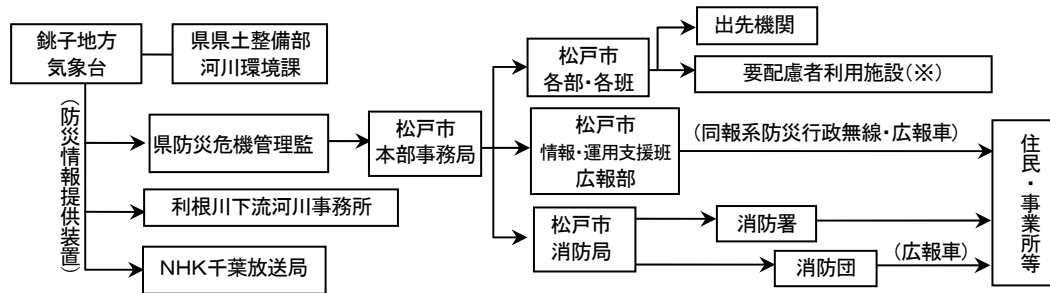 銚子地方
気象台
県県土整備部
河川環境課
(防災情報提供装置)
県防災危機管理監
利根川下流河川事務所
NHK千葉放送局
松戸市
本部事務局
松戸市
各部・各班
出先機関
要配慮者利用施設(※)
松戸市
情報・運用支援班
広報部
(同報系防災行政無線・広報車)
松戸市
消防局
消防署
消防団
(広報車)
住民・事業所等